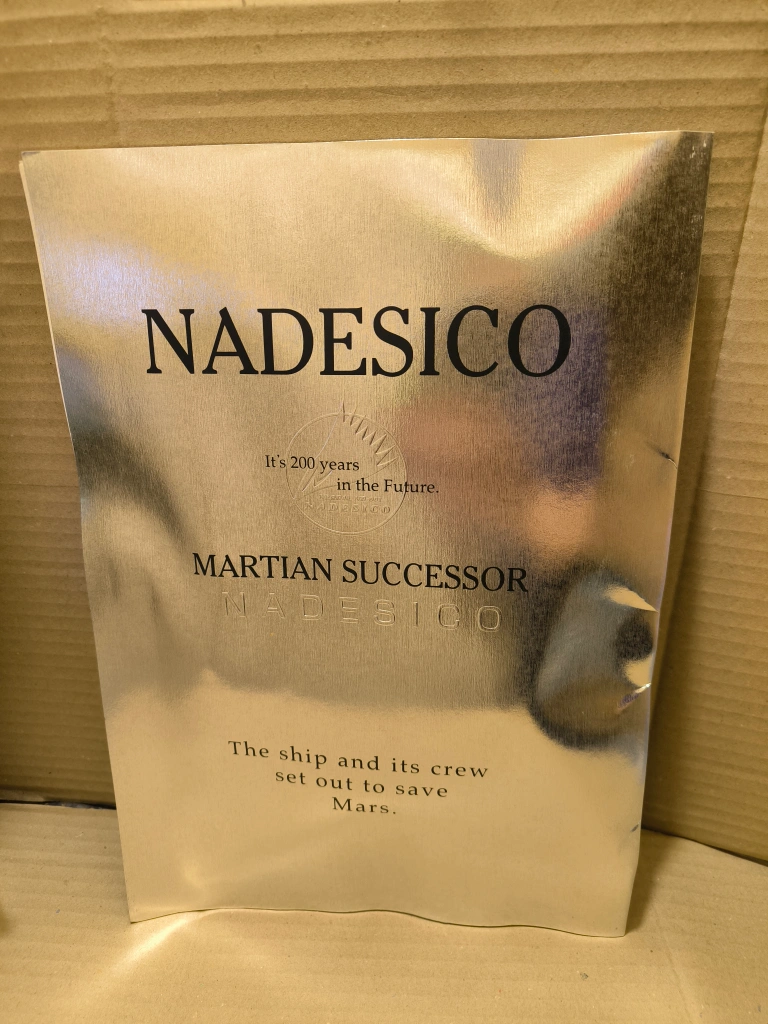 NADESICO
It's 200 years
in the Future.
NADESICO
MARTIAN SUCCESSOR
NADESICO
The ship and its crew
set out to save
Mars.